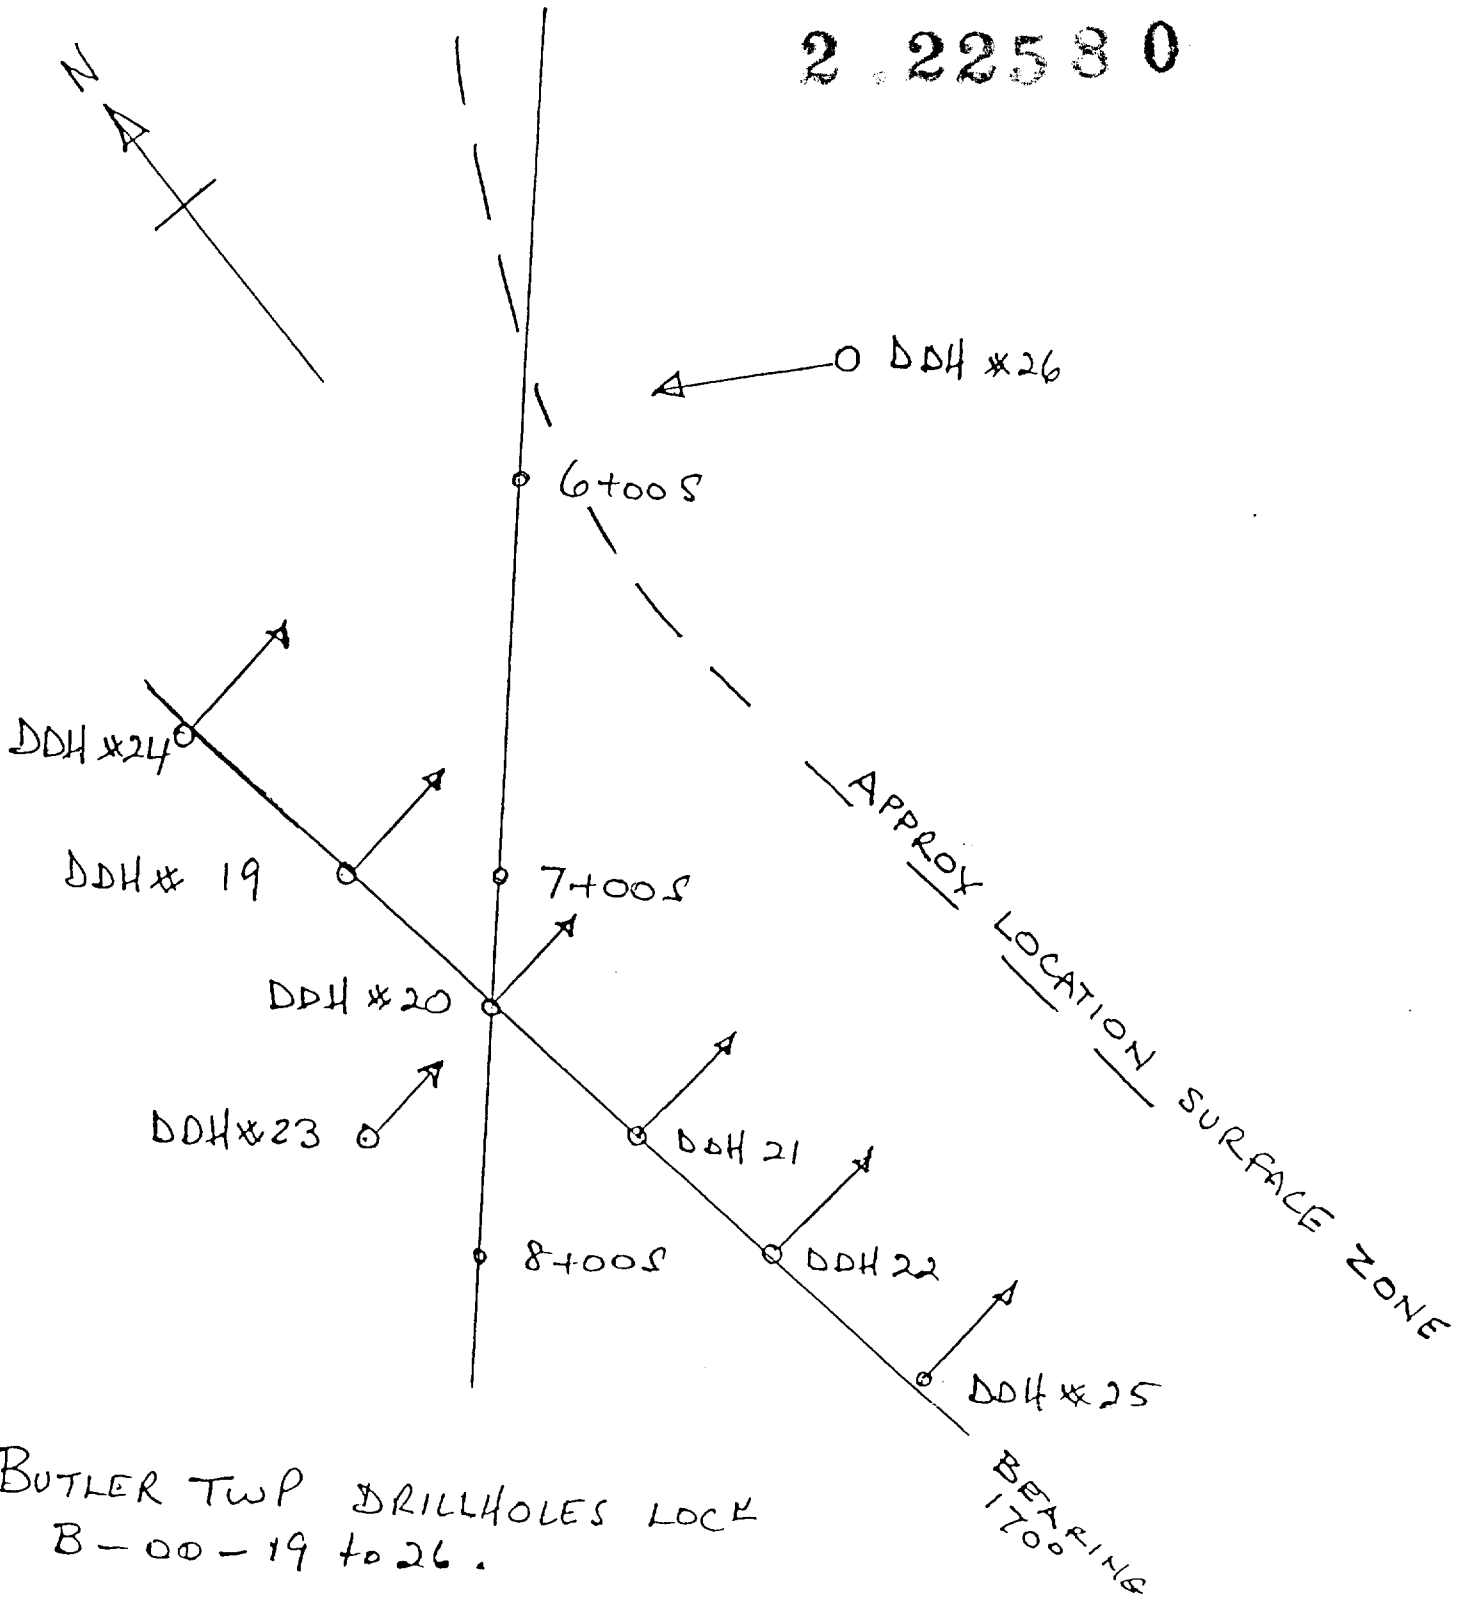 2.22580
N
DDH #26
6+00S
DDH #24
DDH # 19
7+00S
APPROX LOCATION SURFACE ZONE
DDH #20
DDH #23
DDH 21
8+00S
DDH 22
DDH #25
BEARING
170°
BUTLER TWP DRILLHOLES
B-00-19 to 26.